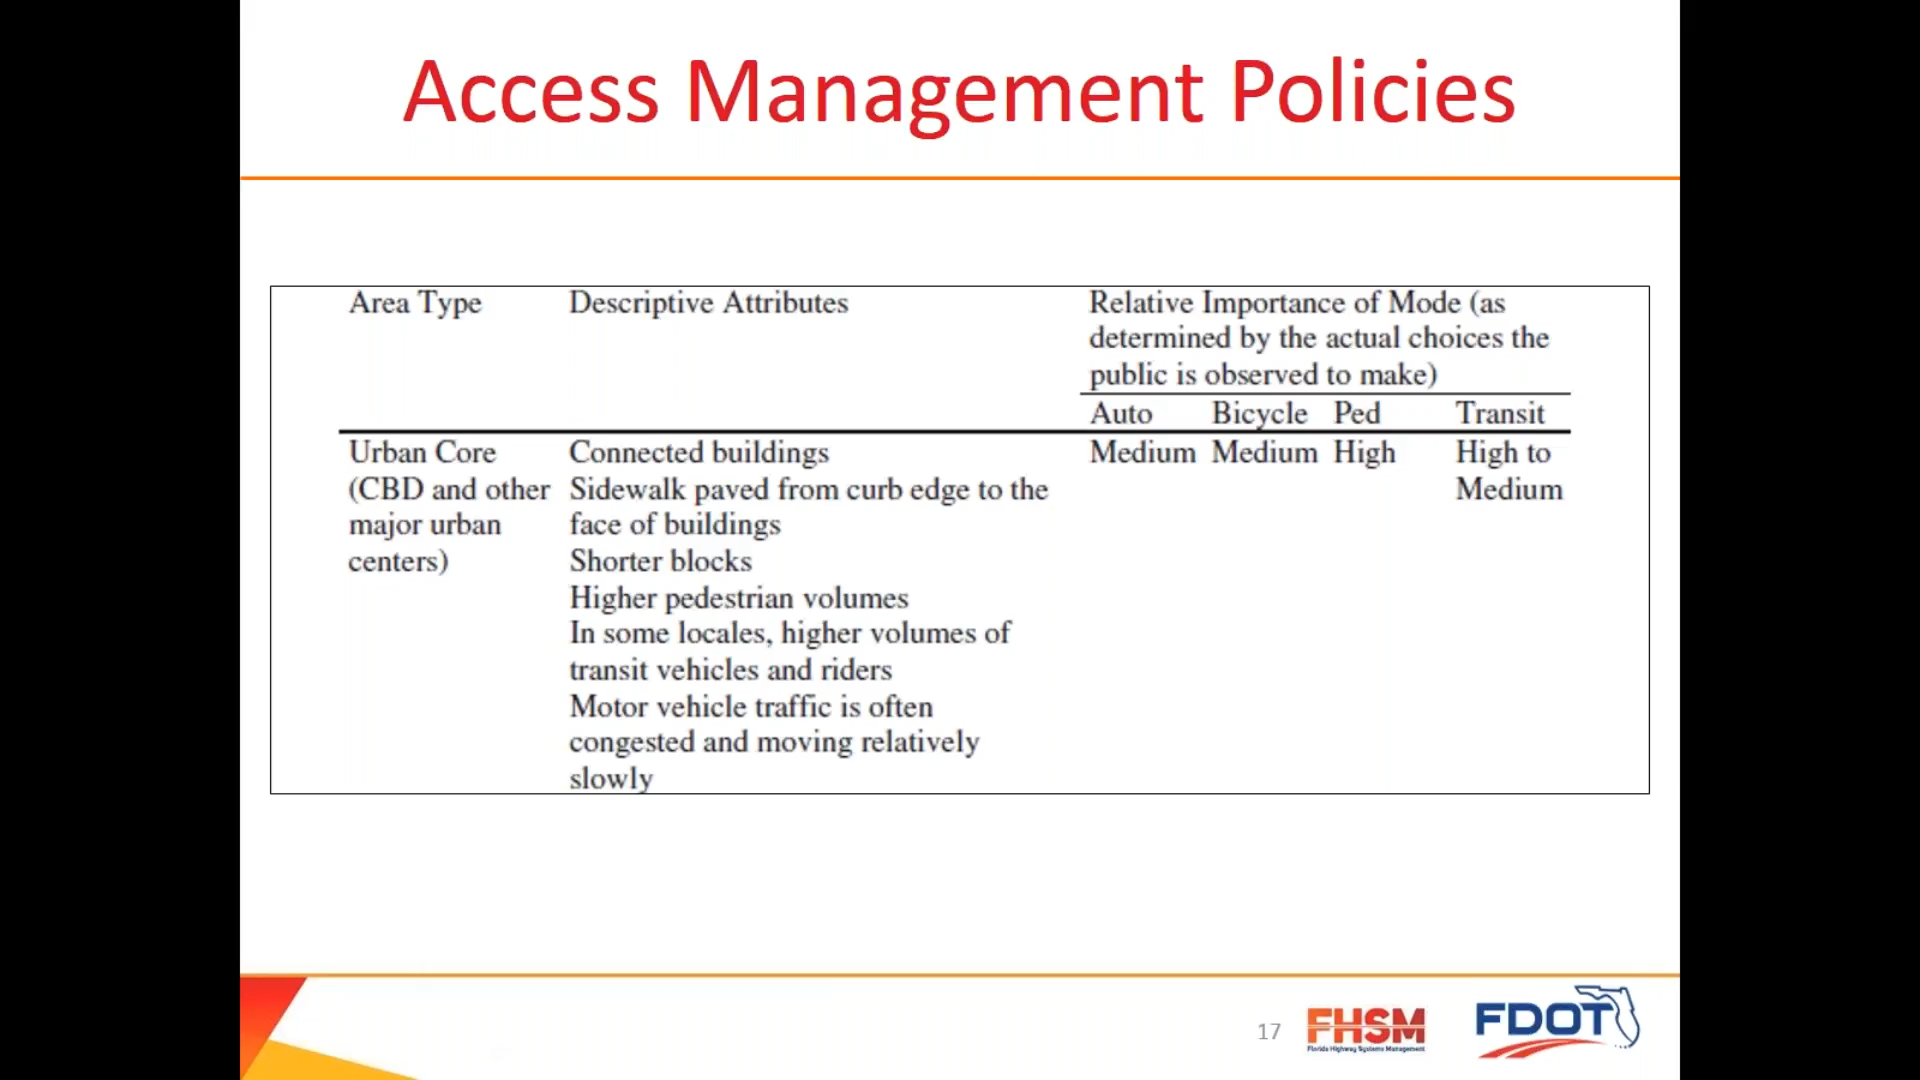 Access Management Policies
Area Type Descriptive Attributes Relative Importance of Mode (as
determined by the actual choices the
public is observed to make)
Auto Bicycle Ped Transit
Urban Core Connected buildings Medium Medium High High to
(CBD and other Sidewalk paved from curb edge to the Medium
major urban face of buildings
centers) Shorter blocks
Higher pedestrian volumes
In some locales, higher volumes of
transit vehicles and riders
Motor vehicle traffic is often
congested and moving relatively
slowly
17 FHSM FDOT
Florida Highway Systems Management